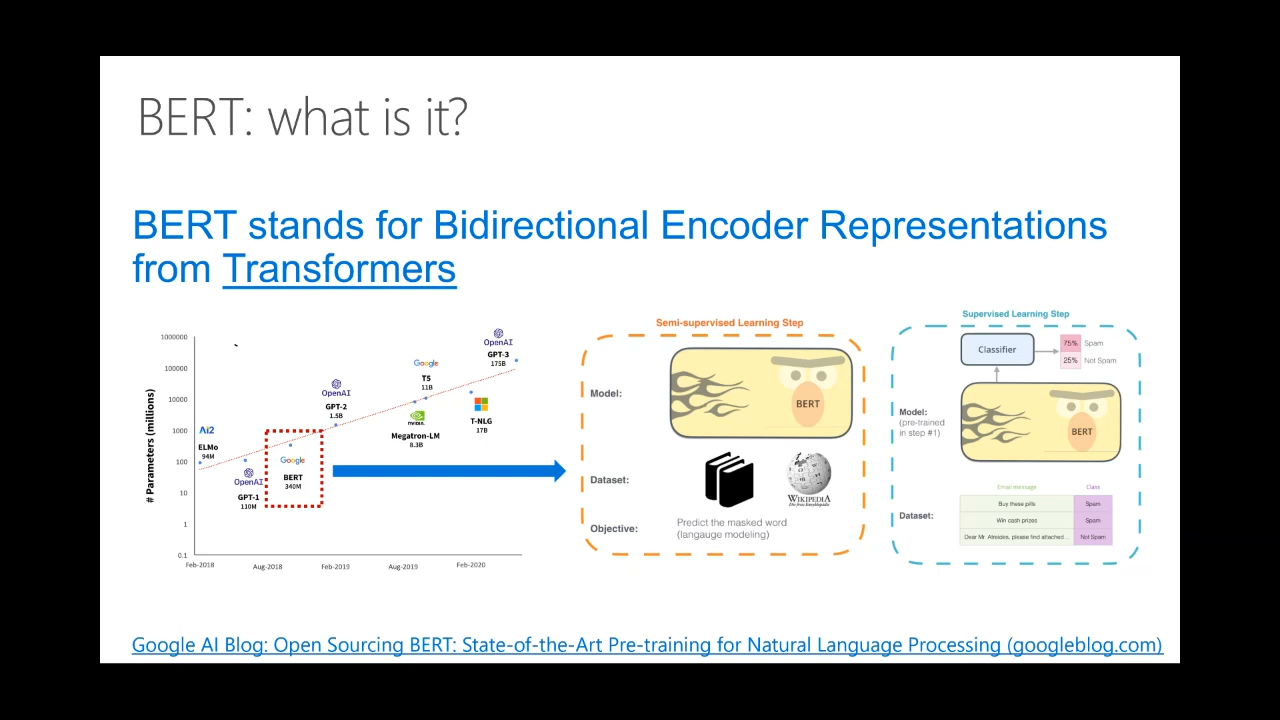 BERT: what is it?
BERT stands for Bidirectional Encoder Representations
from Transformers
# Parameters (millions)
1000000
100000
10000
1000
100
10
1
0.1
Feb-2018
Aug-2018
Feb-2019
Aug-2019
Feb-2020
Ai2
ELMo
94M
OpenAI
GPT-1
110M
Google
BERT
340M
OpenAI
GPT-2
1.5B
Google
T5
11B
NVIDIA.
Megatron-LM
8.3B
T-NLG
17B
OpenAI
GPT-3
175B
Semi-supervised Learning Step
Model:
BERT
Dataset:
WIKIPEDIA
The Free Encyclopedia
Objective:
Predict the masked word
(langauge modeling)
Supervised Learning Step
Classifier
75% Spam
25% Not Spam
Model:
(pre-trained
in step #1)
BERT
Dataset:
Email message Class
Buy these pills Spam
Win cash prizes Spam
Dear Mr. Atreides, please find attached... Not Spam
Google AI Blog: Open Sourcing BERT: State-of-the-Art Pre-training for Natural Language Processing (googleblog.com)